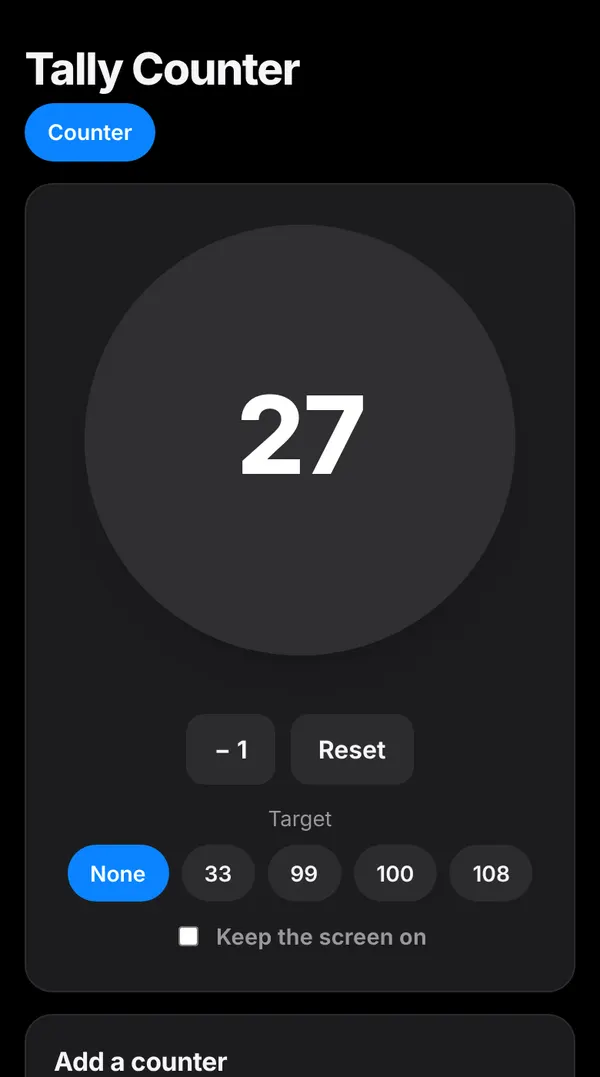 Tally Counter
Counter
27
– 1 Reset
Target
None 33 99 100 108
Keep the screen on
Add a counter